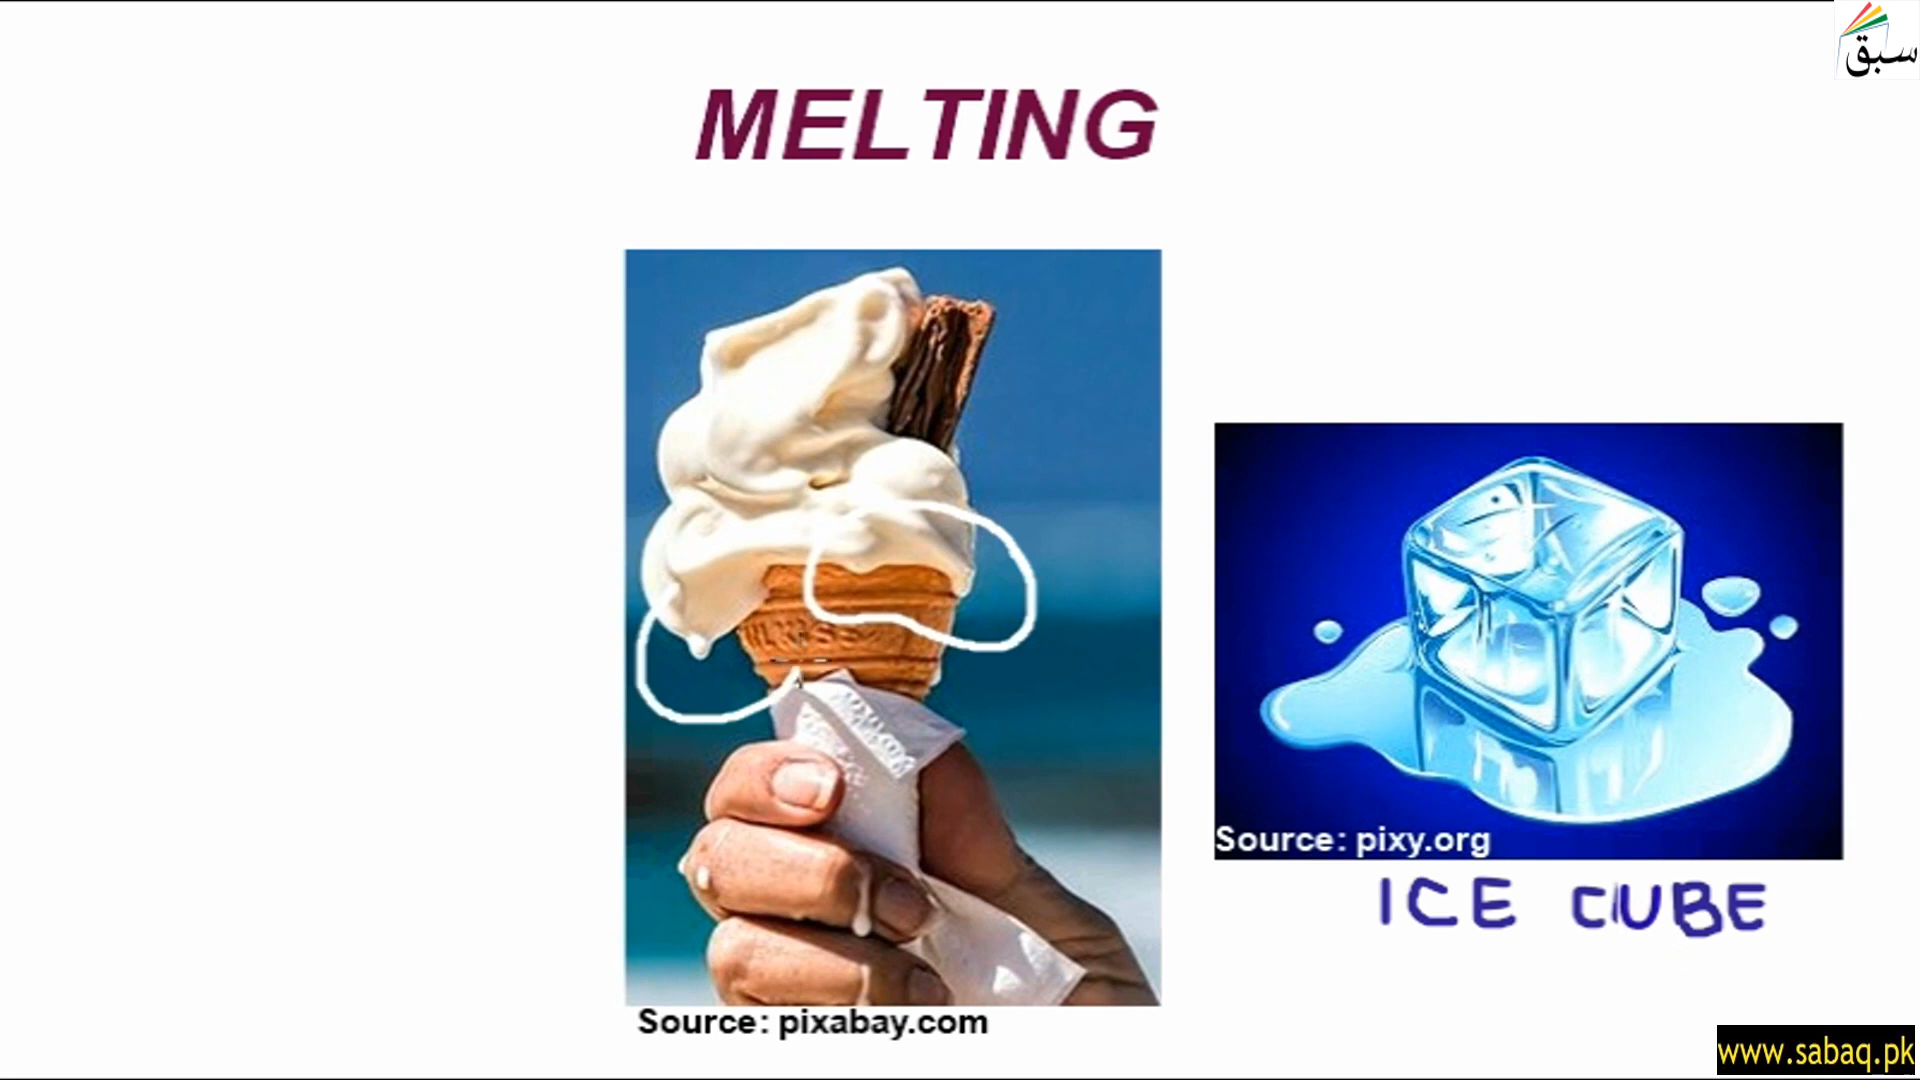 سبق
MELTING
Source: pixy.org
ICE CUBE
Source: pixabay.com
www.sabaq.pk